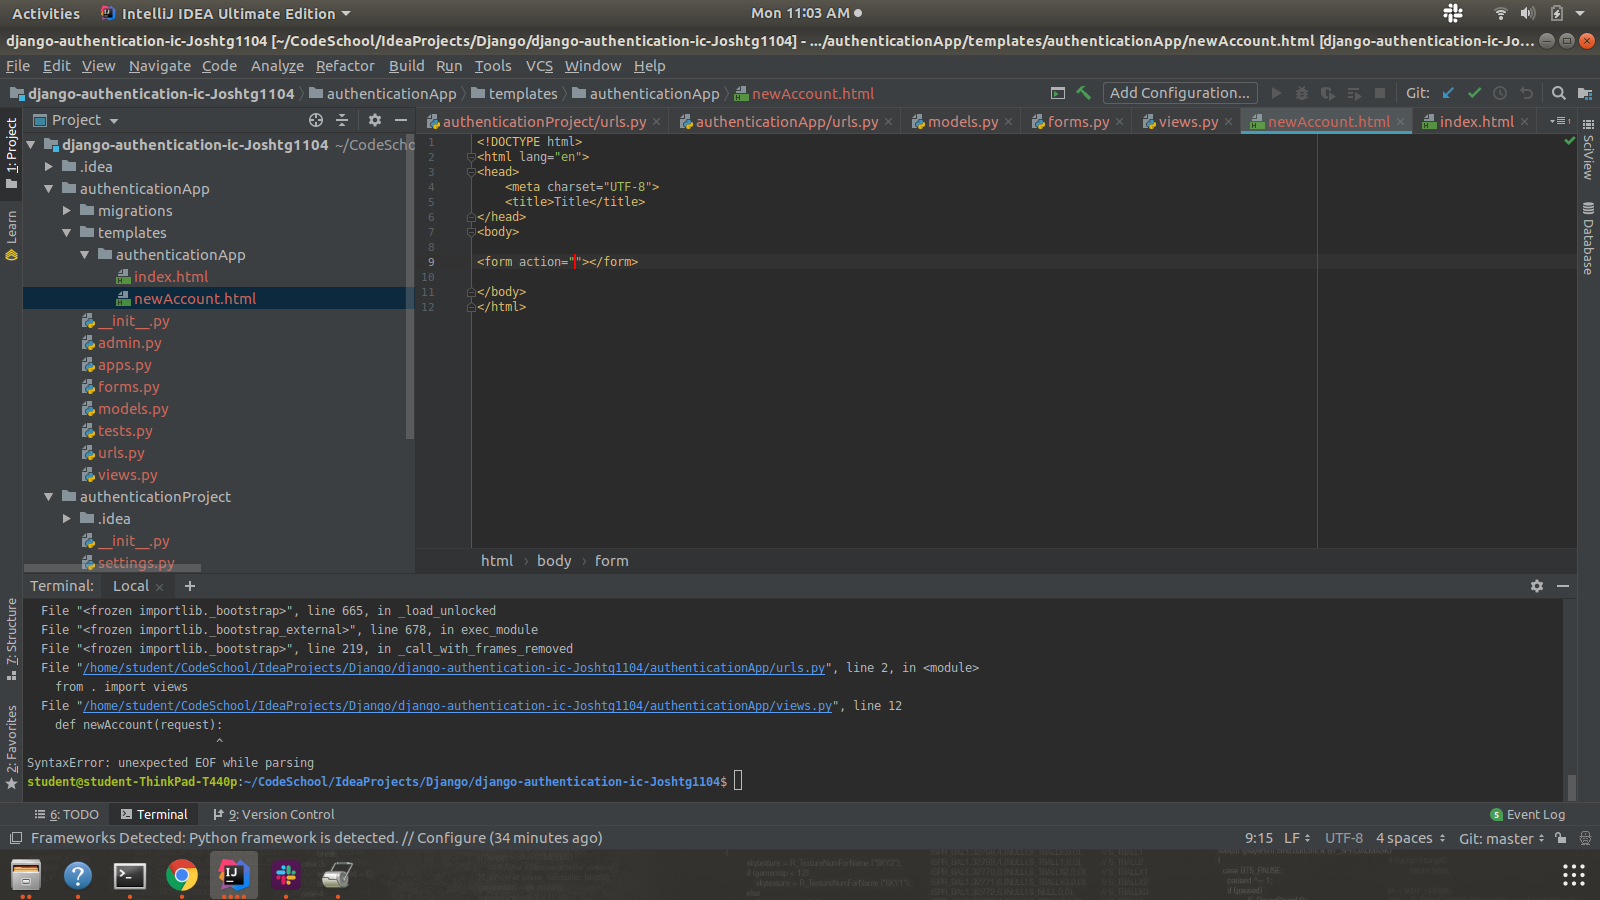 Activities IntelliJ IDEA Ultimate Edition Mon 11:03 AM
django-authentication-ic-Joshtg1104 [~/CodeSchool/IdeaProjects/Django/django-authentication-ic-Joshtg1104] - .../authenticationApp/templates/authenticationApp/newAccount.html [django-authentication-ic-Jo...
File Edit View Navigate Code Analyze Refactor Build Run Tools VCS Window Help
django-authentication-ic-Joshtg1104 authenticationApp templates authenticationApp newAccount.html Add Configuration... Git:
Project
authenticationProject/urls.py authenticationApp/urls.py models.py forms.py views.py newAccount.html index.html
1: Project
Learn
7: Structure
2: Favorites
django-authentication-ic-Joshtg1104 ~/CodeScho
.idea
authenticationApp
migrations
templates
authenticationApp
index.html
newAccount.html
__init__.py
admin.py
apps.py
forms.py
models.py
tests.py
urls.py
views.py
authenticationProject
.idea
__init__.py
settings.py
1 <!DOCTYPE html>
2 <html lang="en">
3 <head>
4 <meta charset="UTF-8">
5 <title>Title</title>
6 </head>
7 <body>
8
9 <form action=""></form>
10
11 </body>
12 </html>
html › body › form
SciView
Database
Terminal: Local +
File "<frozen importlib._bootstrap>", line 665, in _load_unlocked
File "<frozen importlib._bootstrap_external>", line 678, in exec_module
File "<frozen importlib._bootstrap>", line 219, in _call_with_frames_removed
File "/home/student/CodeSchool/IdeaProjects/Django/django-authentication-ic-Joshtg1104/authenticationApp/urls.py", line 2, in <module>
from . import views
File "/home/student/CodeSchool/IdeaProjects/Django/django-authentication-ic-Joshtg1104/authenticationApp/views.py", line 12
def newAccount(request):
^
SyntaxError: unexpected EOF while parsing
student@student-ThinkPad-T440p:~/CodeSchool/IdeaProjects/Django/django-authentication-ic-Joshtg1104$
6: TODO Terminal 9: Version Control Event Log
Frameworks Detected: Python framework is detected. // Configure (34 minutes ago) 9:15 LF UTF-8 4 spaces Git: master